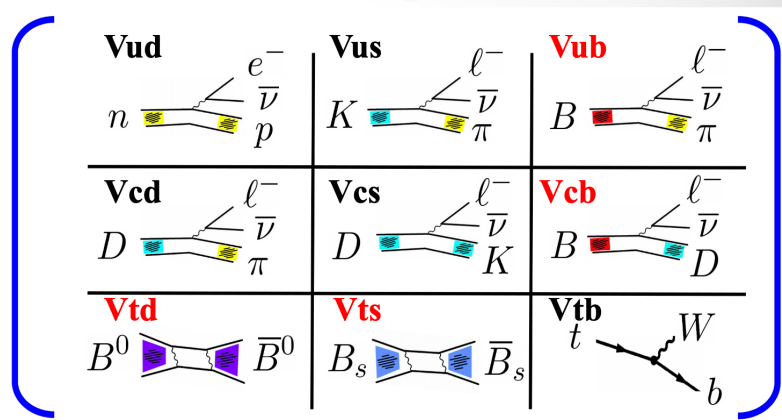 Vud Vus Vub
e⁻ ℓ⁻ ℓ⁻
ν̅ ν̅ ν̅
n p K π B π
Vcd Vcs Vcb
ℓ⁻ ℓ⁻ ℓ⁻
ν̅ ν̅ ν̅
D π D K B D
Vtd Vts Vtb
B⁰ B̅⁰ Bₛ B̅ₛ t W
b